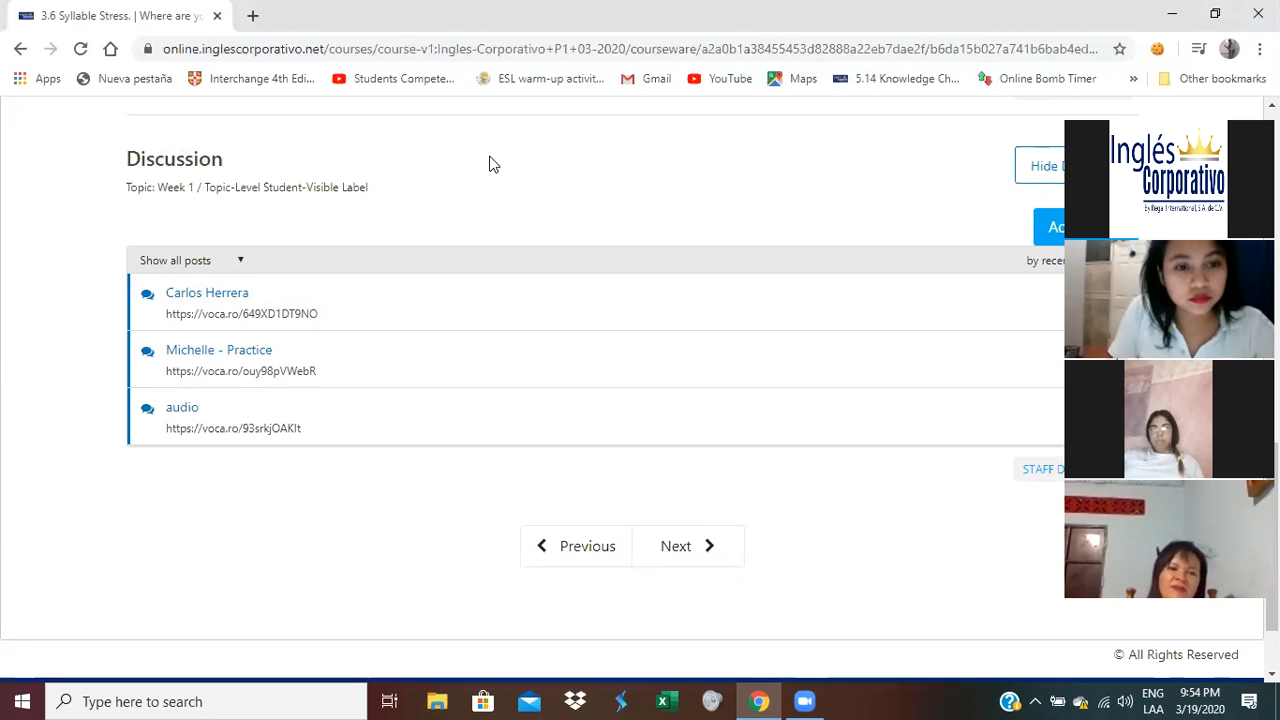 3.6 Syllable Stress. | Where are yo
online.inglescorporativo.net/courses/course-v1:Ingles-Corporativo+P1+03-2020/courseware/a2a0b1a38455453d82888a22eb7dae2f/b6da15b027a741b6bab4ed...
Apps Nueva pestaña Interchange 4th Edi... Students Compete... ESL warm-up activit... Gmail YouTube Maps 5.14 Knowledge Ch... Online Bomb Timer » Other bookmarks
Discussion
Hide D
Topic: Week 1 / Topic-Level Student-Visible Label
Ad
Show all posts
by recen
Carlos Herrera
https://voca.ro/649XD1DT9NO
Michelle - Practice
https://voca.ro/ouy98pVWebR
audio
https://voca.ro/93srkjOAKIt
STAFF D
Previous Next
© All Rights Reserved
Inglés
Corporativo
By Rega International, S.A. de C.V.
Type here to search
ENG 9:54 PM
LAA 3/19/2020